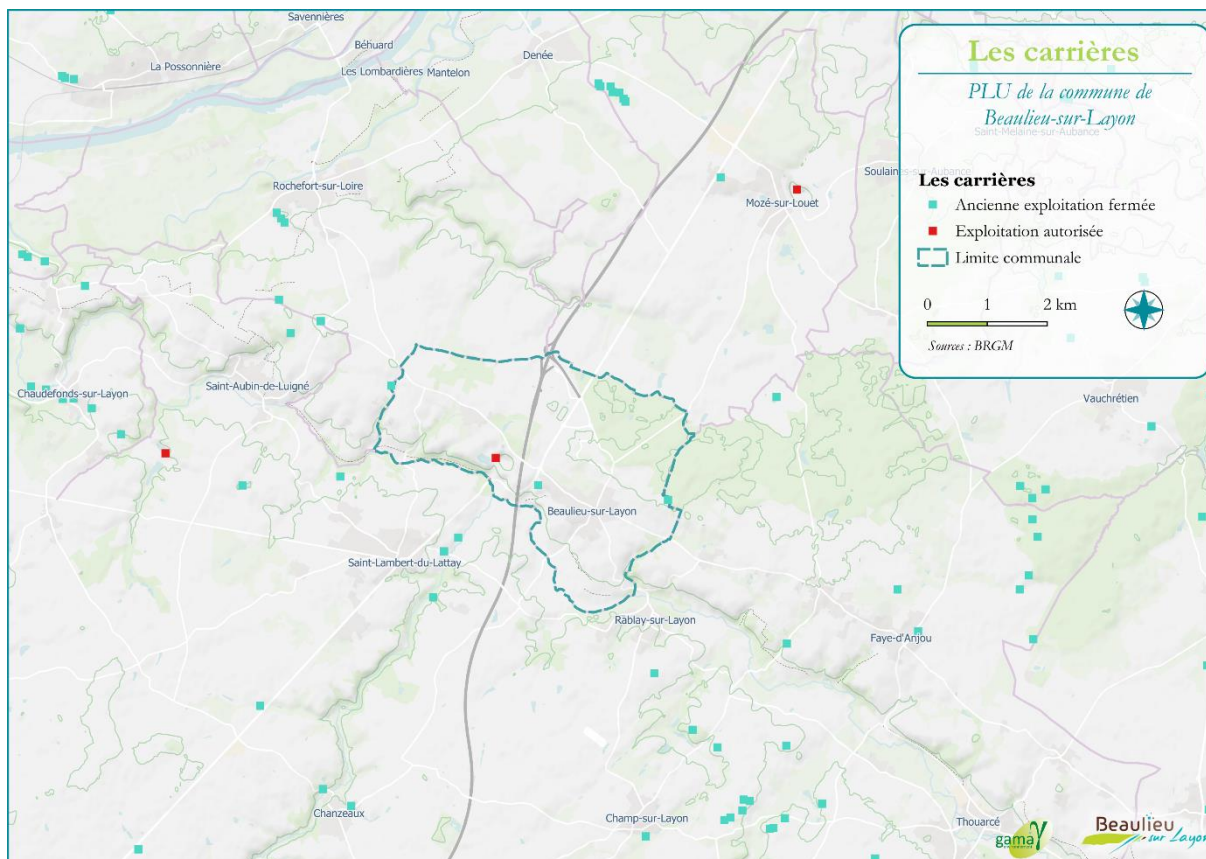 Savennières
Béhuard
La Possonnière
Les Lombardières
Mantelon
Denée
Rochefort-sur-Loire
Mozé-sur-Louet
Soulaines-sur-Aubance
Chaudefonds-sur-Layon
Saint-Aubin-de-Luigné
Vauchrétien
Beaulieu-sur-Layon
Saint-Lambert-du-Lattay
Rablay-sur-Layon
Faye-d'Anjou
Chanzeaux
Champ-sur-Layon
Thouarcé
Les carrières
PLU de la commune de
Beaulieu-sur-Layon
Saint-Melaine-sur-Aubance
Les carrières
Ancienne exploitation fermée
Exploitation autorisée
Limite communale
0 1 2 km
Sources : BRGM
gama
Beaulieu
sur Layon